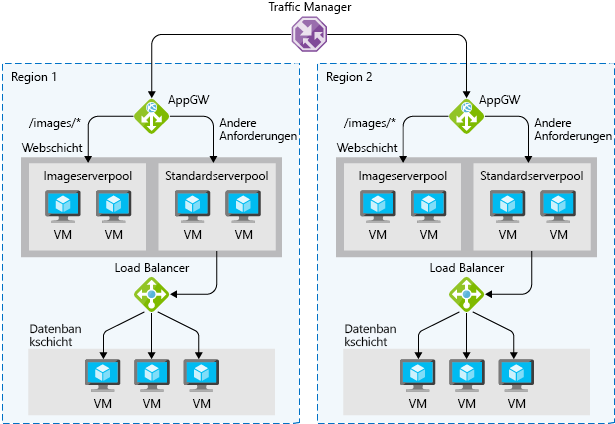 Traffic Manager
Region 1
AppGW
/images/*
Andere
Anforderungen
Webschicht
Imageserverpool
Standardserverpool
VM
VM
VM
VM
Load Balancer
Datenban
kschicht
VM
VM
VM
Region 2
AppGW
/images/*
Andere
Anforderungen
Webschicht
Imageserverpool
Standardserverpool
VM
VM
VM
VM
Load Balancer
Datenban
kschicht
VM
VM
VM